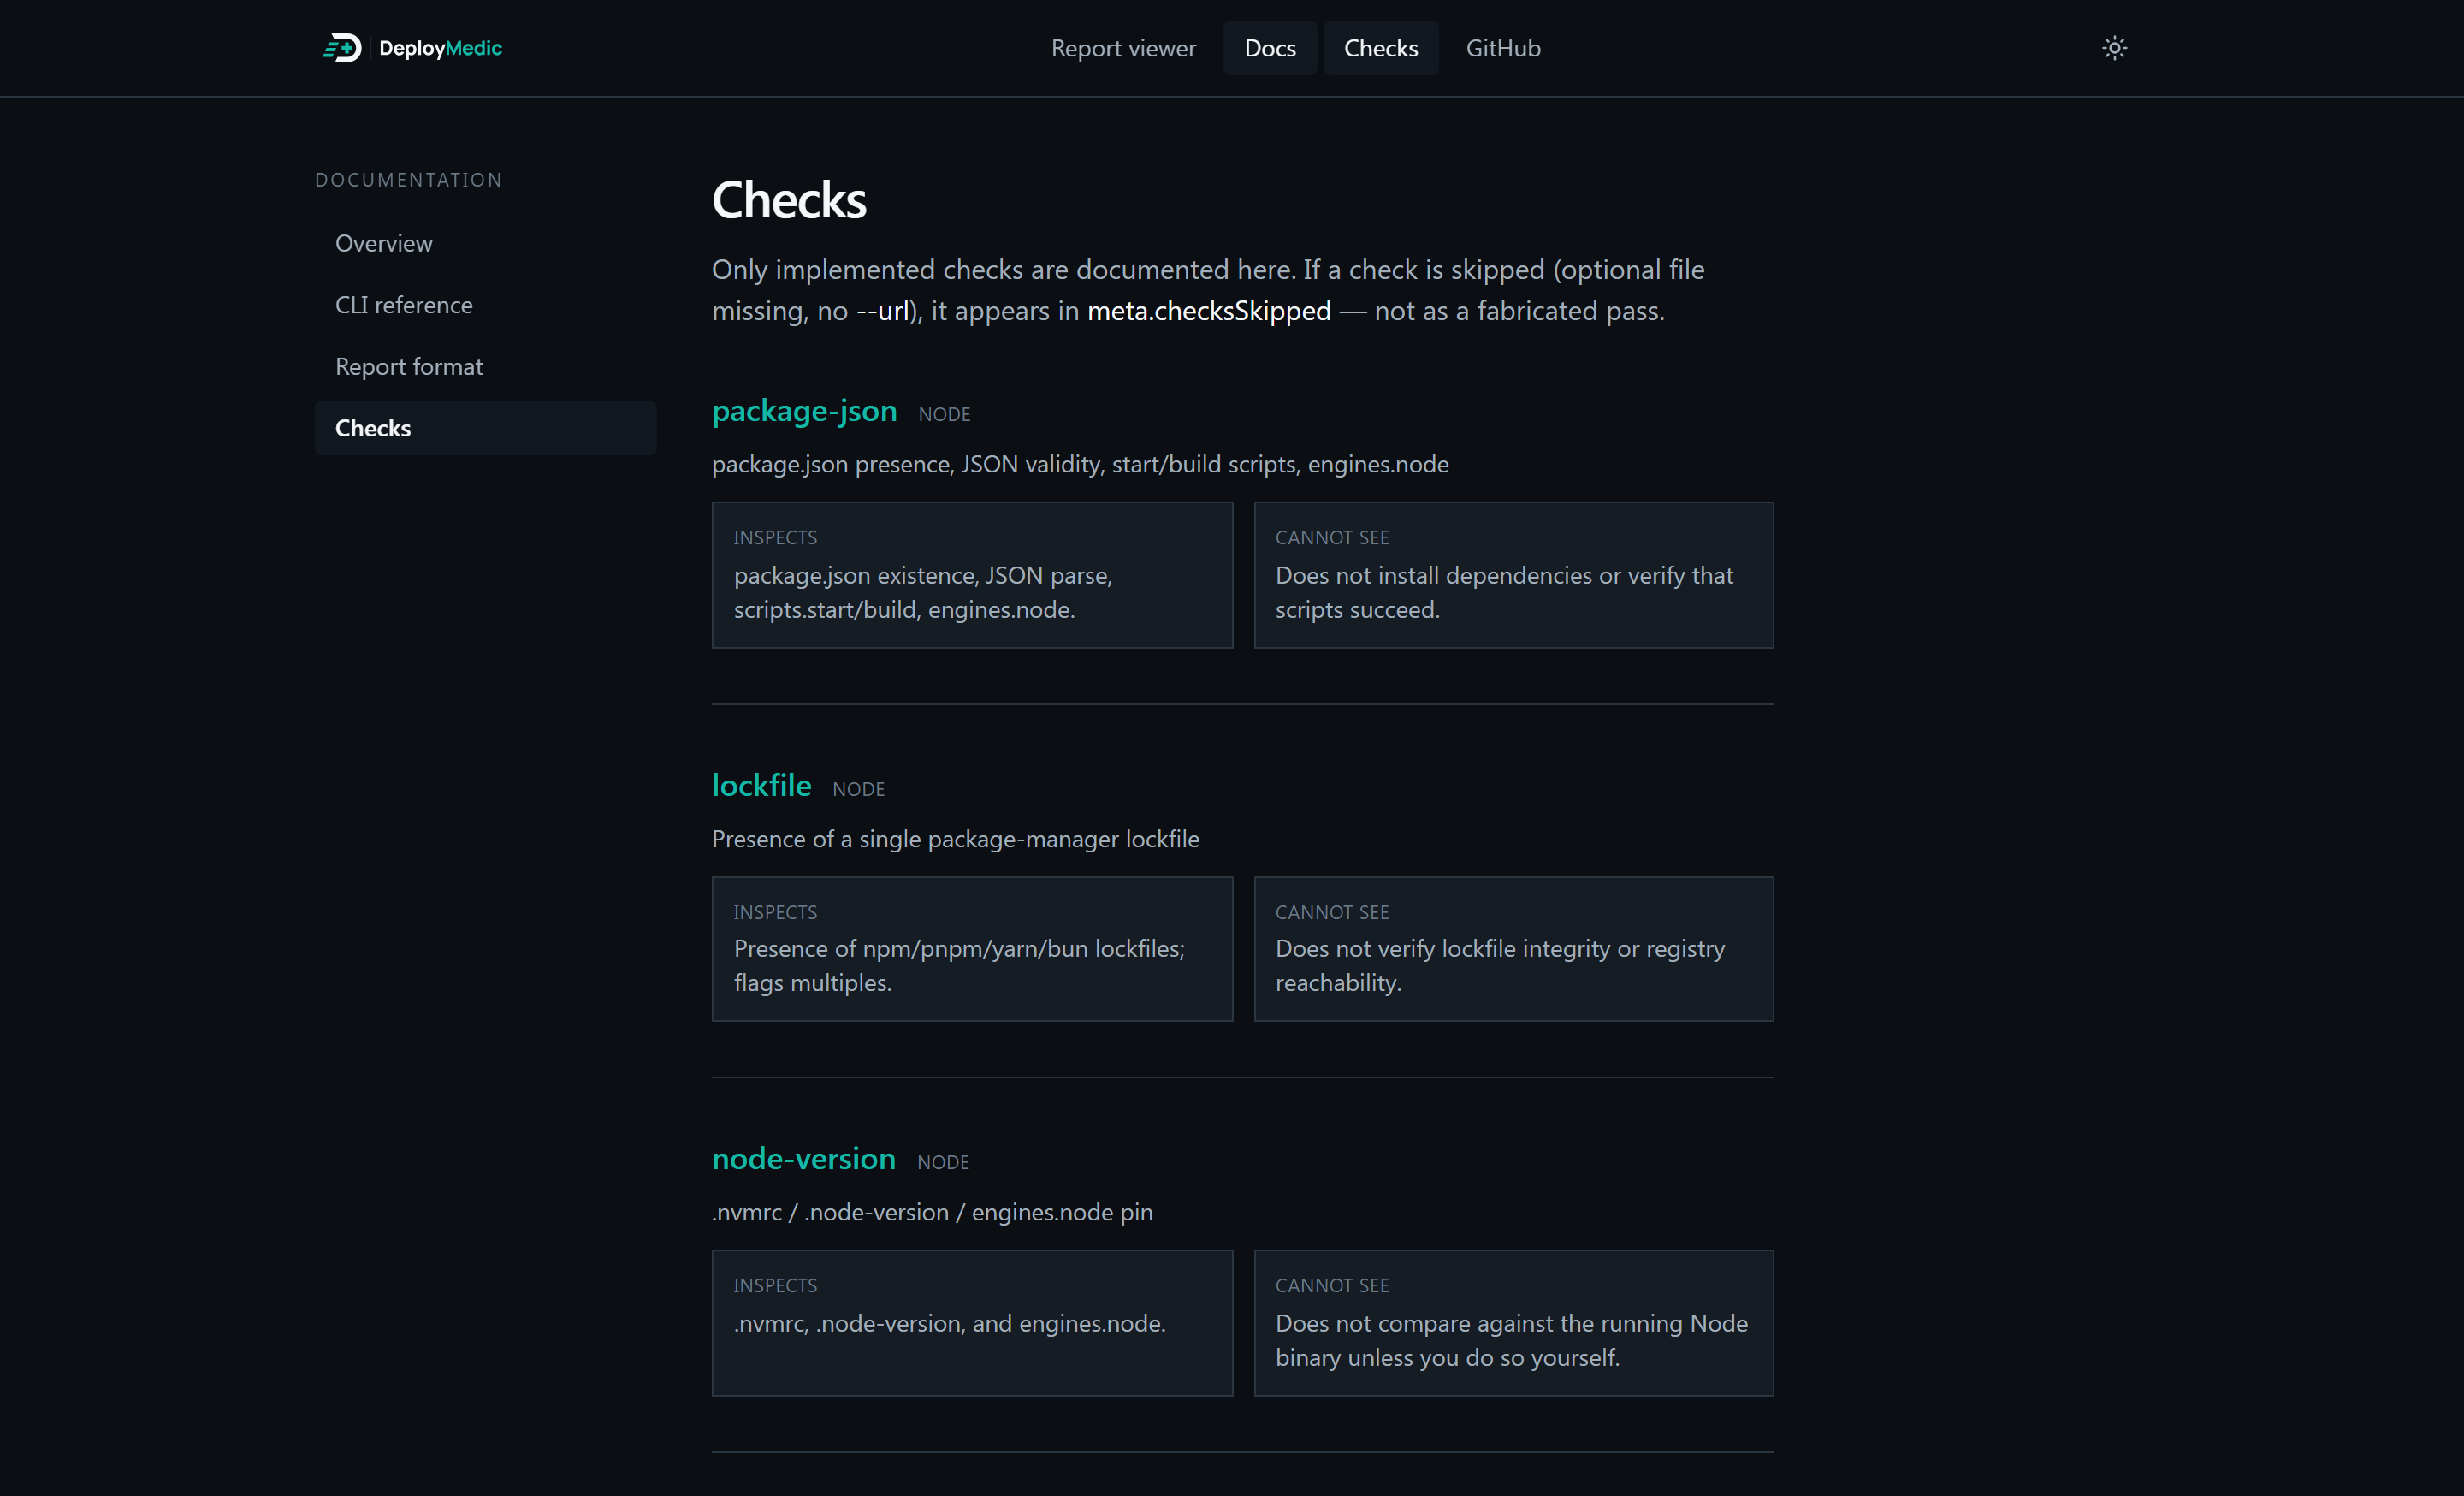 DeployMedic
Report viewer
Docs
Checks
GitHub
DOCUMENTATION
Overview
CLI reference
Report format
Checks
Checks
Only implemented checks are documented here. If a check is skipped (optional file
missing, no --url), it appears in meta.checksSkipped — not as a fabricated pass.
package-json NODE
package.json presence, JSON validity, start/build scripts, engines.node
INSPECTS
package.json existence, JSON parse,
scripts.start/build, engines.node.
CANNOT SEE
Does not install dependencies or verify that
scripts succeed.
lockfile NODE
Presence of a single package-manager lockfile
INSPECTS
Presence of npm/pnpm/yarn/bun lockfiles;
flags multiples.
CANNOT SEE
Does not verify lockfile integrity or registry
reachability.
node-version NODE
.nvmrc / .node-version / engines.node pin
INSPECTS
.nvmrc, .node-version, and engines.node.
CANNOT SEE
Does not compare against the running Node
binary unless you do so yourself.